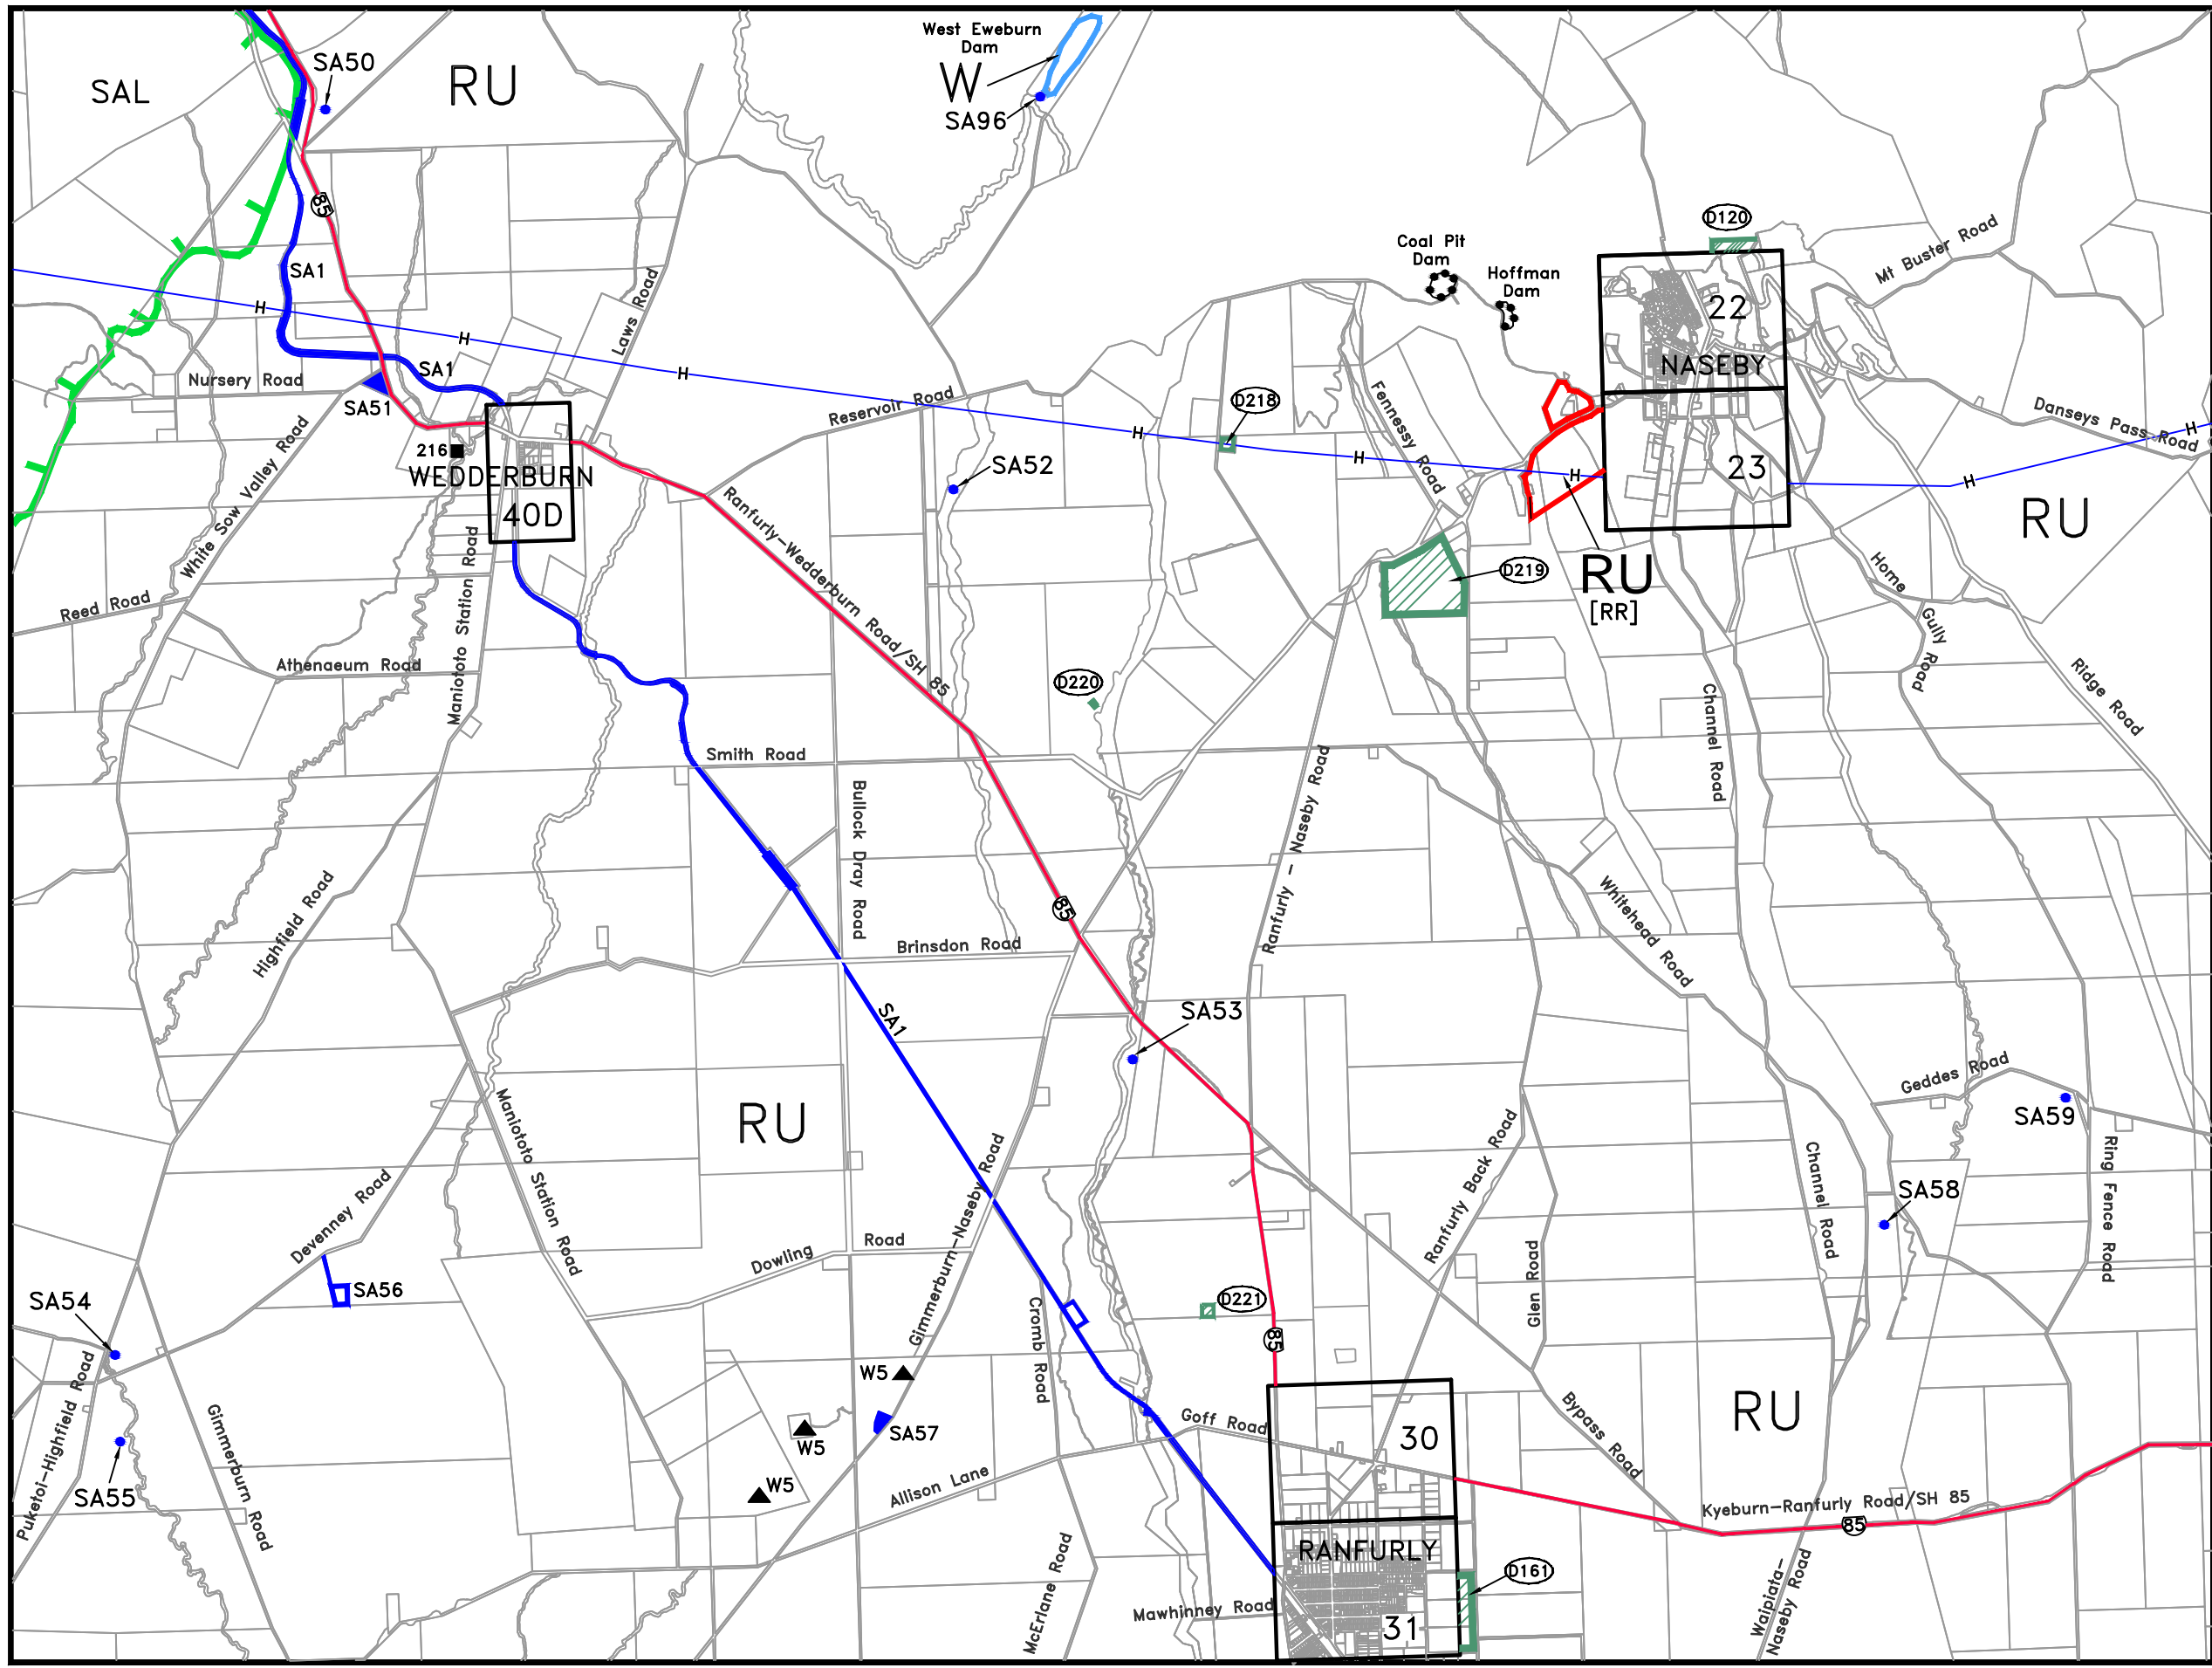 West Eweburn
Dam
W
SA96
SA50
SAL
RU
85
D120
Mt Buster Road
Coal Pit
Dam
Hoffman
Dam
22
NASEBY
23
SA1
H
Laws Road
H
SA1
Nursery Road
SA51
H
Reservoir Road
D218
Fennessy Road
H
H
H
Danseys Pass Road
H
H
216
WEDDERBURN
40D
White Sow Valley Road
SA52
Ranfurly-Wedderburn Road/SH 85
RU
D219
RU
[RR]
Home Gully Road
Reed Road
Maniototo Station Road
Athenaeum Road
D220
Channel Road
Ridge Road
Smith Road
Bullock Dray Road
Ranfurly - Naseby Road
Highfield Road
85
Whitehead Road
Brinsdon Road
SA1
SA53
Geddes Road
SA59
RU
Maniototo Station Road
Gimmerburn-Naseby Road
Ranfurly Back Road
Channel Road
Ring Fence Road
SA58
Devenney Road
Dowling Road
Glen Road
SA56
SA54
Cromb Road
D221
85
W5
W5
W5
SA57
Puketoi-Highfield Road
Gimmerburn Road
SA55
Goff Road
30
Bypass Road
RU
Allison Lane
Kyeburn-Ranfurly Road/SH 85
85
RANFURLY
31
D161
McErlane Road
Mawhinney Road
Waipiata-
Naseby Road